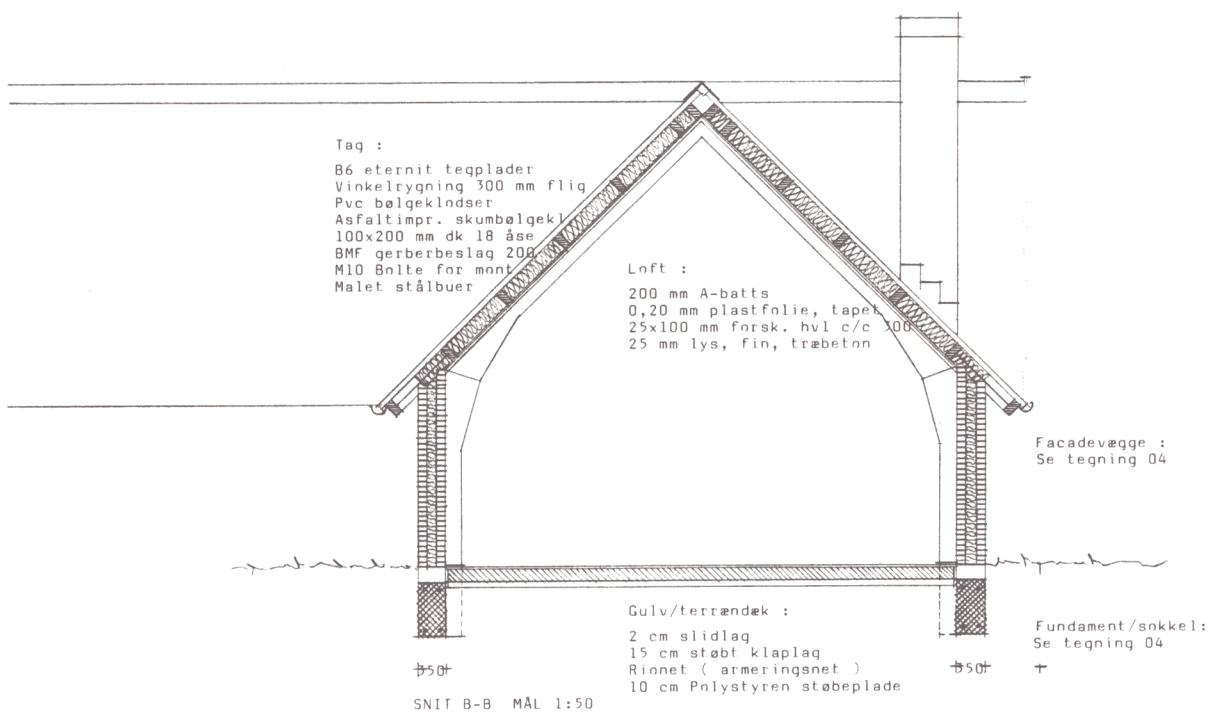 Tag :
B6 eternit tegplader
Vinkelrygning 300 mm flig
Pvc bølgeklodser
Asfaltimpr. skumbølgekl
100x200 mm dk 18 åse
BMF gerberbeslag 200
M10 Bolte for mont
Malet stålbuer
Loft :
200 mm A-batts
0,20 mm plastfolie, tapet
25x100 mm forsk. hvl c/c 300
25 mm lys, fin, træbeton
Facadevægge :
Se tegning 04
Gulv/terrændæk :
2 cm slidlag
15 cm støbt klaplag
Rionet ( armeringsnet )
10 cm Polystyren støbeplade
Fundament/sokkel:
Se tegning 04
350
350
SNIT B-B MÅL 1:50